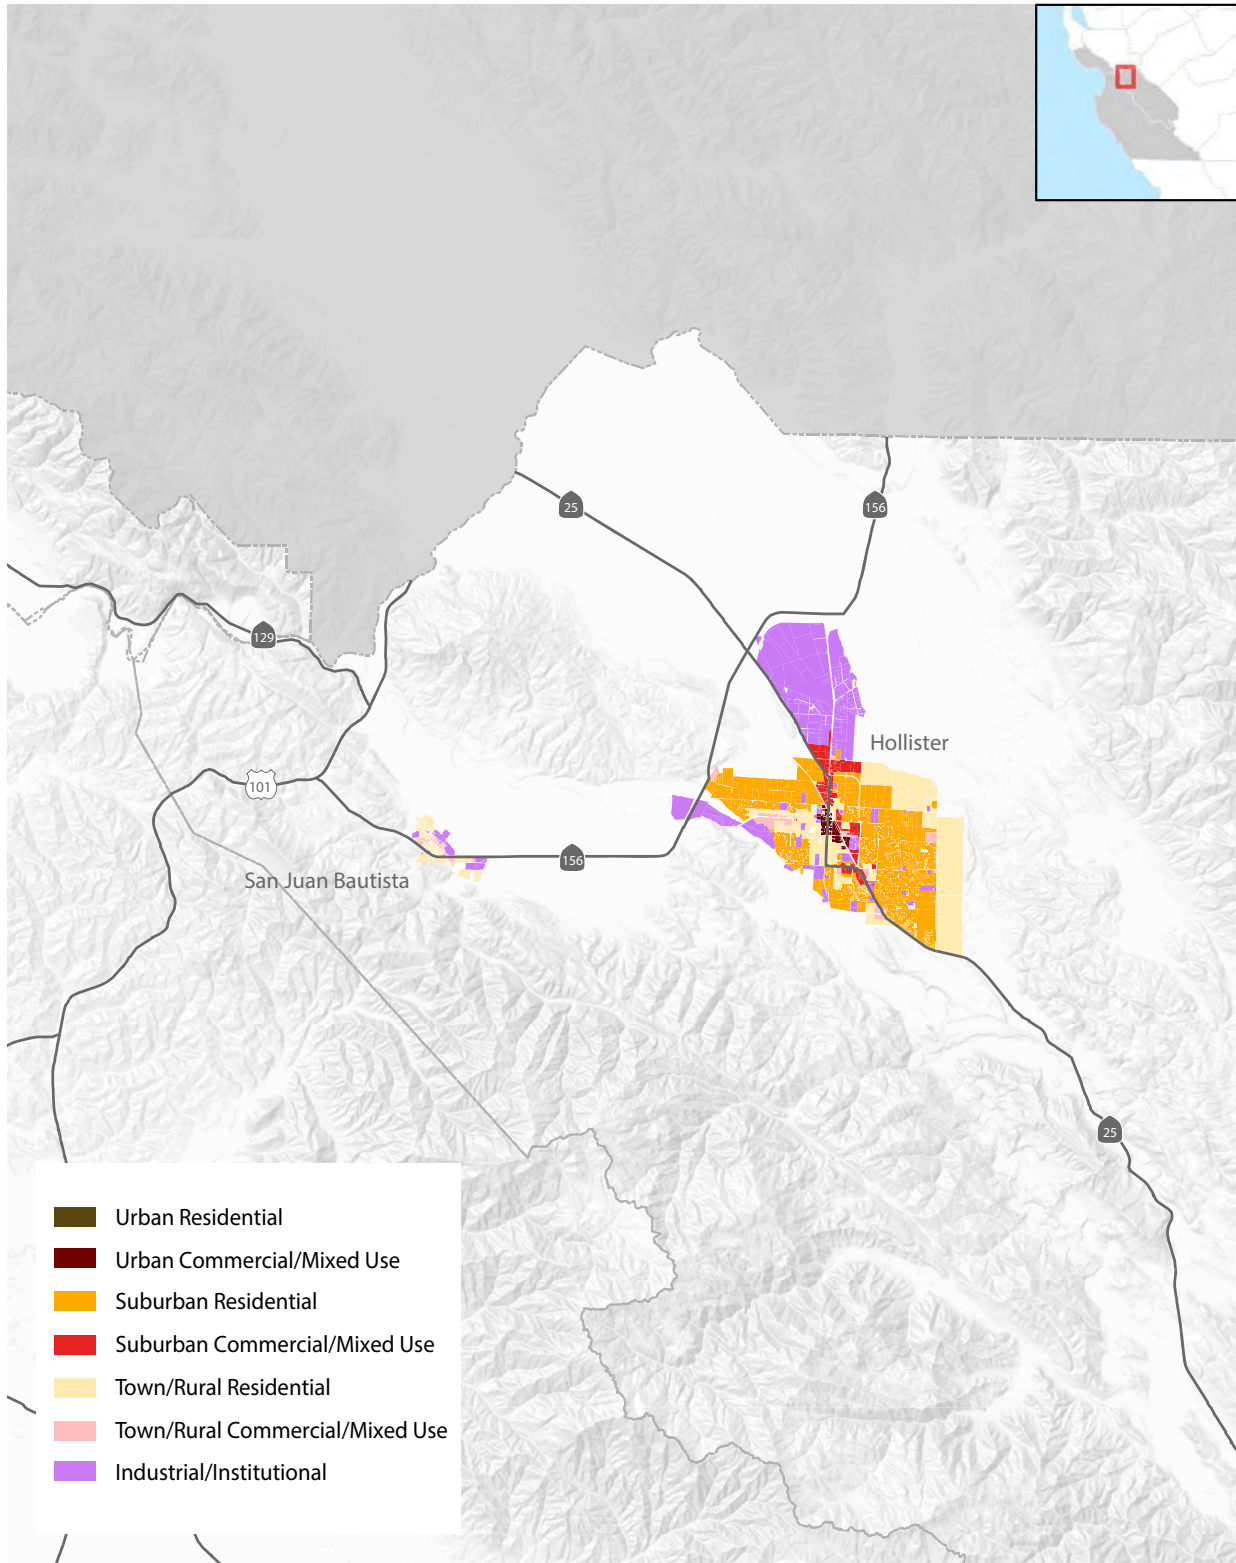 25
156
129
Hollister
101
156
San Juan Bautista
25
Urban Residential
Urban Commercial/Mixed Use
Suburban Residential
Suburban Commercial/Mixed Use
Town/Rural Residential
Town/Rural Commercial/Mixed Use
Industrial/Institutional